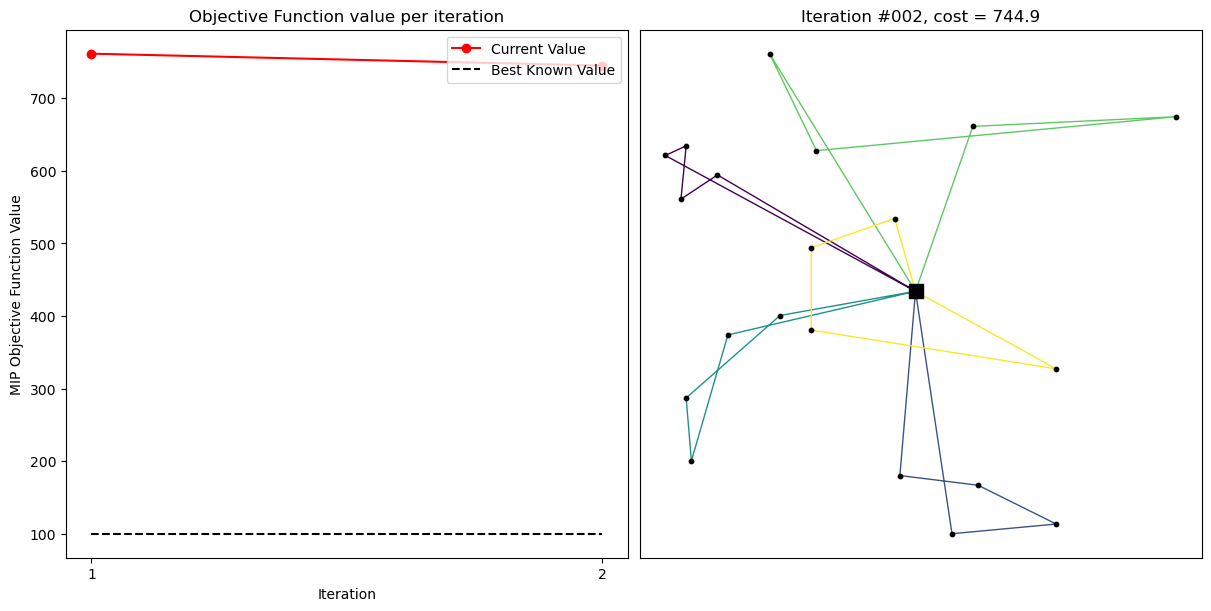 Objective Function value per iteration
Current Value
Best Known Value
700
600
500
400
300
200
100
MIP Objective Function Value
1
2
Iteration
Iteration #002, cost = 744.9